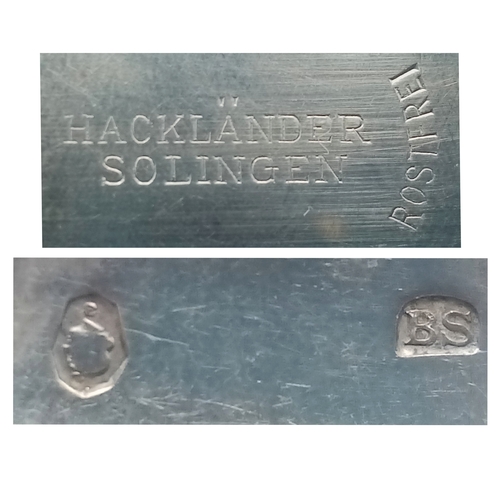 HACKLÄNDER
SOLINGEN
ROSTFREI
BS